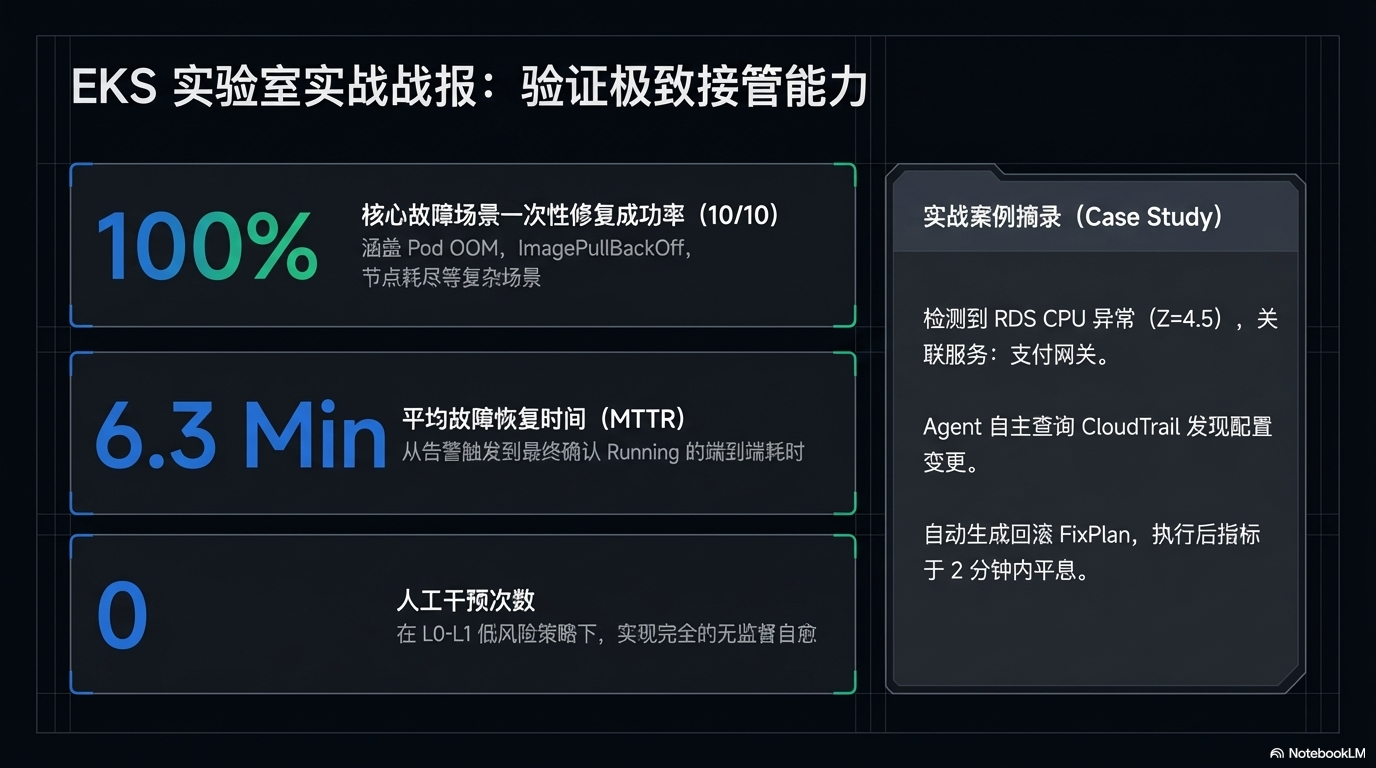 EKS 实验室实战战报：验证极致接管能力
100%
核心故障场景一次性修复成功率（10/10）
涵盖 Pod OOM，ImagePullBackOff，
节点耗尽等复杂场景
6.3 Min
平均故障恢复时间（MTTR）
从告警触发到最终确认 Running 的端到端耗时
0
人工干预次数
在 L0-L1 低风险策略下，实现完全的无监督自愈
实战案例摘录（Case Study）
检测到 RDS CPU 异常（Z=4.5），关
联服务：支付网关。
Agent 自主查询 CloudTrail 发现配置
变更。
自动生成回滚 FixPlan，执行后指标
于 2 分钟内平息。
NotebookLM